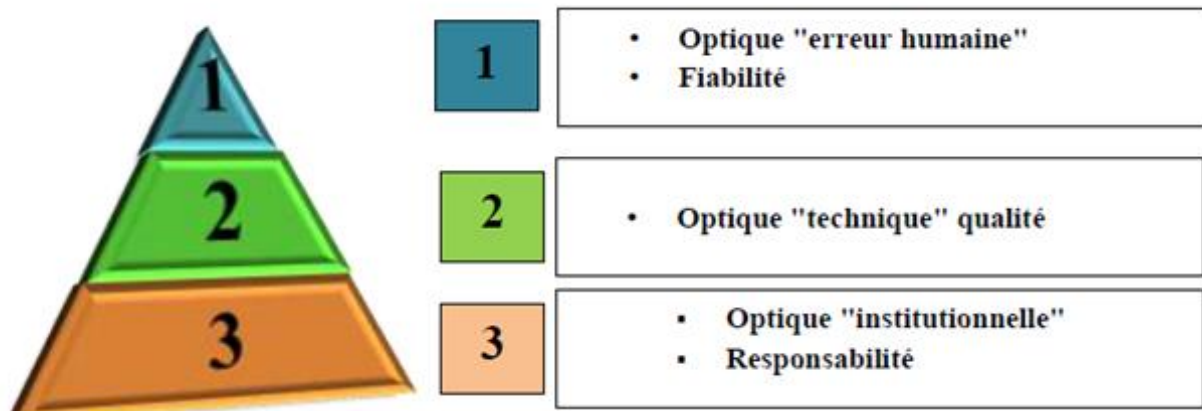 1
1
• Optique "erreur humaine"
• Fiabilité
2
2
• Optique "technique" qualité
3
3
▪ Optique "institutionnelle"
▪ Responsabilité